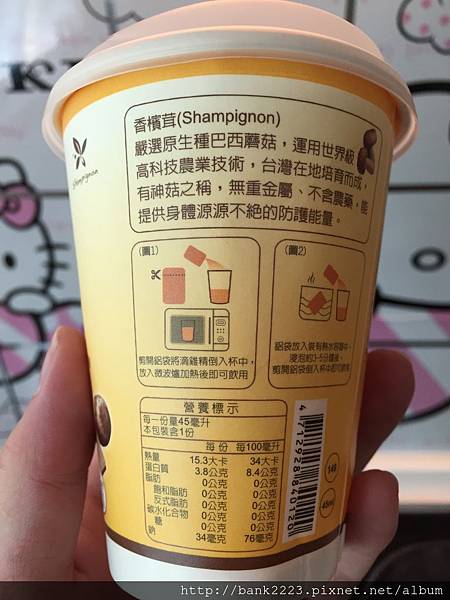 Shampignon
香檳茸(Shampignon)
嚴選原生種巴西蘑菇，運用世界級
高科技農業技術，台灣在地培育而成，
有神菇之稱，無重金屬、不含農藥，能
提供身體源源不絕的防護能量。
(圖1)
剪開鋁袋將滴雞精倒入杯中，
放入微波爐加熱後即可飲用
(圖2)
鋁袋放入裝有熱水容器中，
浸泡約3-5分鐘後，
剪開鋁袋倒入杯中即可飲用
營養標示
每一份量45毫升
本包裝含1份
每份 每100毫升
熱量 15.3大卡 34大卡
蛋白質 3.8公克 8.4公克
脂肪 0公克 0公克
飽和脂肪 0公克 0公克
反式脂肪 0公克 0公克
碳水化合物 0公克 0公克
糖 0公克 0公克
鈉 34毫克 76毫克
45ml
http://bank2223.pixnet.net/album